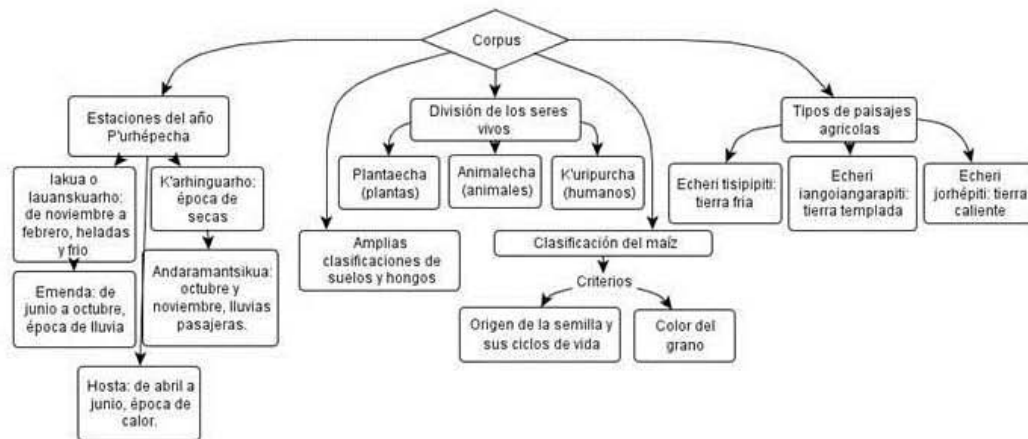 Corpus
Estaciones del año
P'urhépecha
Iakua o
Iauanskuarho:
de noviembre a
febrero, heladas
y frio
K'arhinguarho:
época de
secas
Emenda: de
junio a octubre,
época de lluvia
Andaramantsikua:
octubre y
noviembre, lluvias
pasajeras.
Hosta: de abril a
junio, época de
calor.
Amplias
clasificaciones de
suelos y hongos
División de los seres
vivos
Plantaecha
(plantas)
Animalecha
(animales)
K'uripurcha
(humanos)
Clasificación del maíz
Criterios
Origen de la semilla y
sus ciclos de vida
Color del
grano
Tipos de paisajes
agrícolas
Echeri tisipipiti:
tierra fria
Echeri
iangoiangarapiti:
tierra templada
Echeri
jorhépiti: tierra
caliente